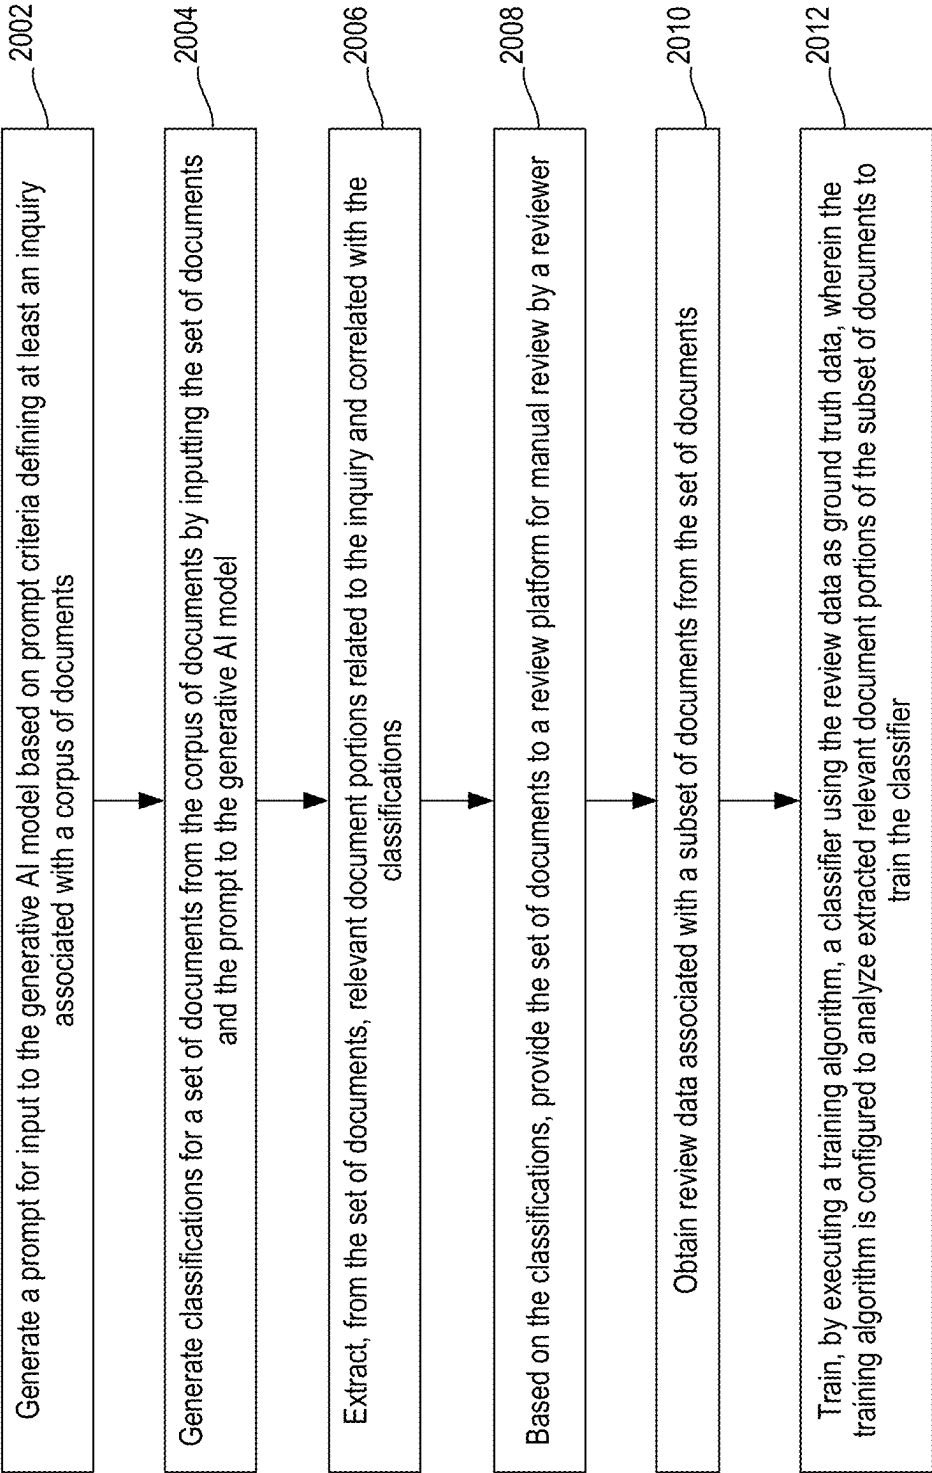 Generate a prompt for input to the generative AI model based on prompt criteria defining at least an inquiry
associated with a corpus of documents
2002
Generate classifications for a set of documents from the corpus of documents by inputting the set of documents
and the prompt to the generative AI model
2004
Extract, from the set of documents, relevant document portions related to the inquiry and correlated with the
classifications
2006
Based on the classifications, provide the set of documents to a review platform for manual review by a reviewer
2008
Obtain review data associated with a subset of documents from the set of documents
2010
Train, by executing a training algorithm, a classifier using the review data as ground truth data, wherein the
training algorithm is configured to analyze extracted relevant document portions of the subset of documents to
train the classifier
2012